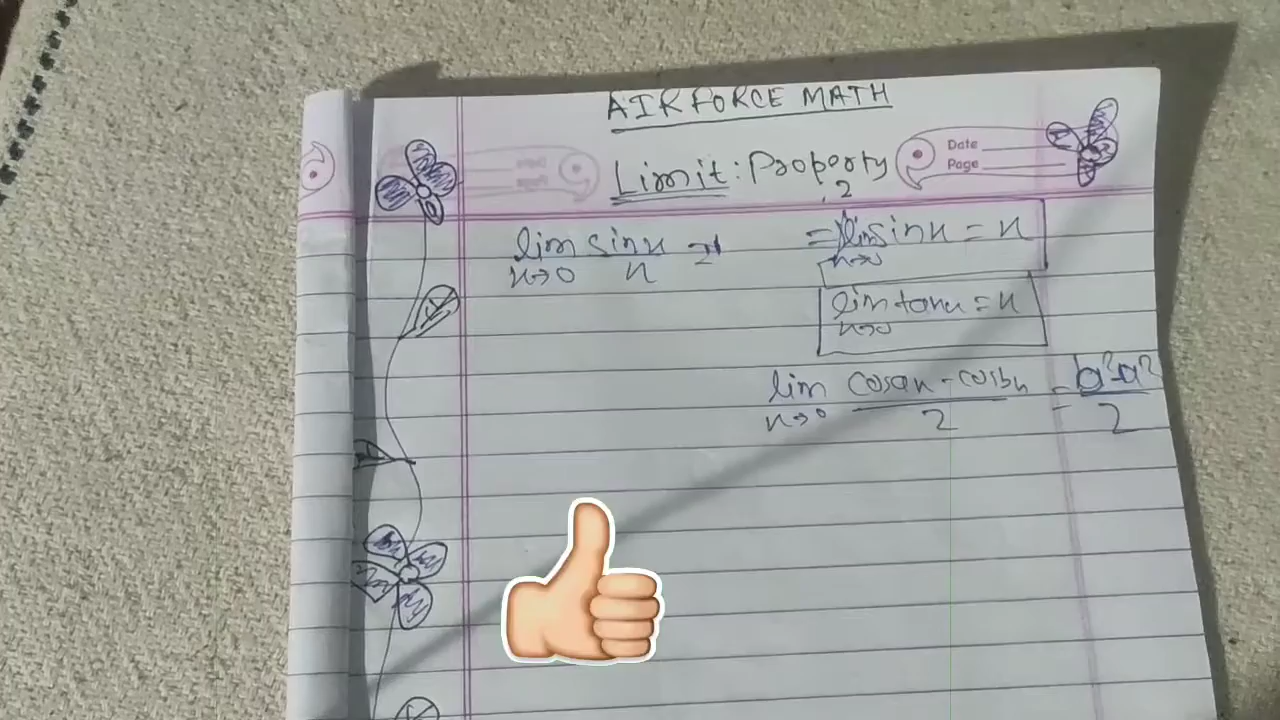 AIRFORCE MATH
Limit: Property
2
Date
Page
lim sinx/x =1
x→0
= lim sinx = x
x→0
lim tanx = x
x→0
lim cosax - cosbx / 2 = b²-a² / 2
x→0